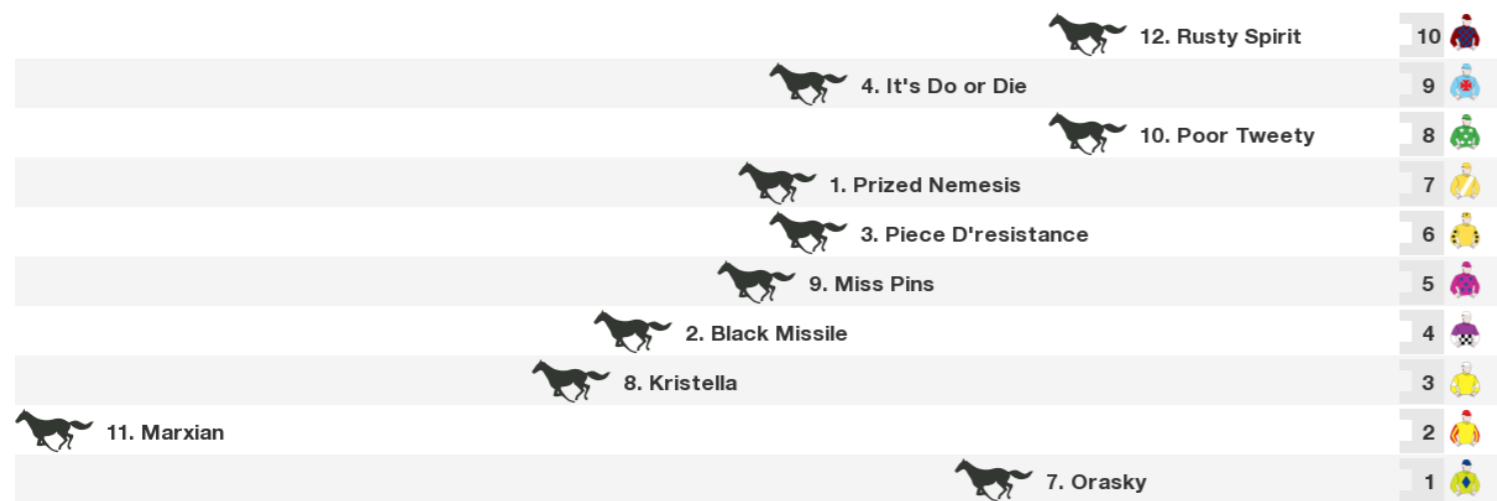 12. Rusty Spirit 10
4. It's Do or Die 9
10. Poor Tweety 8
1. Prized Nemesis 7
3. Piece D'resistance 6
9. Miss Pins 5
2. Black Missile 4
8. Kristella 3
11. Marxian 2
7. Orasky 1